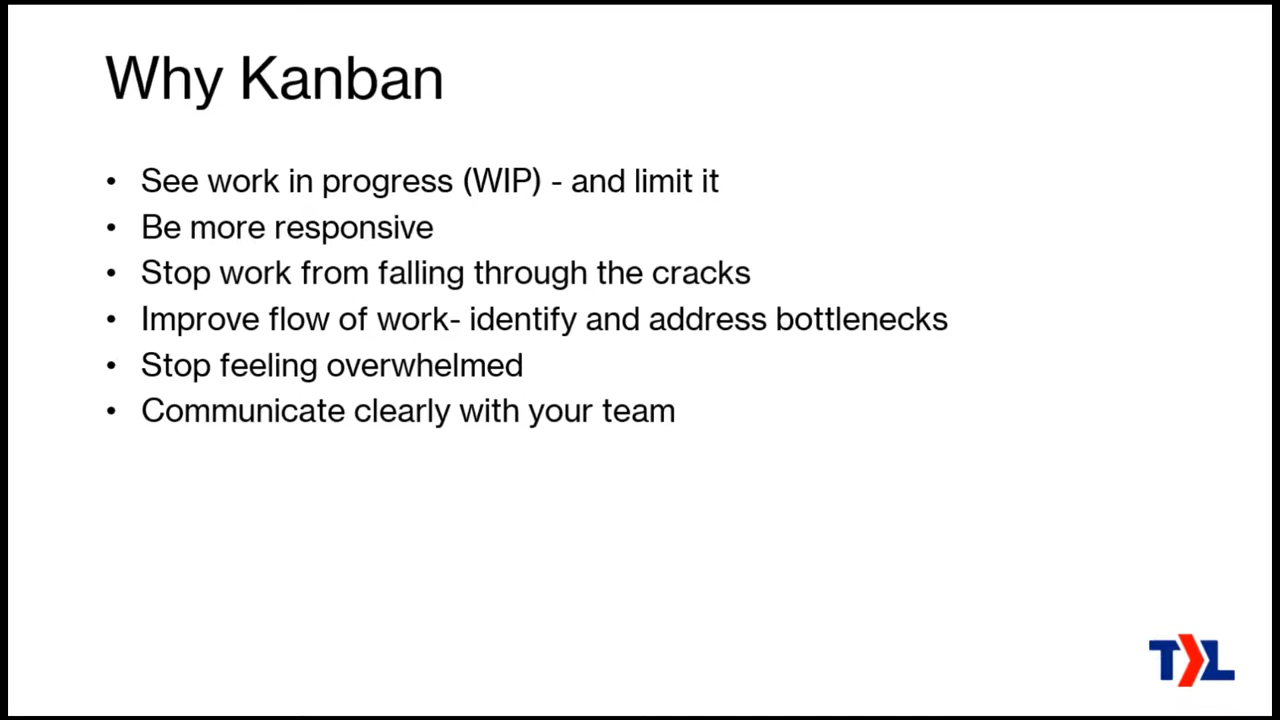 Why Kanban
• See work in progress (WIP) - and limit it
• Be more responsive
• Stop work from falling through the cracks
• Improve flow of work- identify and address bottlenecks
• Stop feeling overwhelmed
• Communicate clearly with your team
TXL